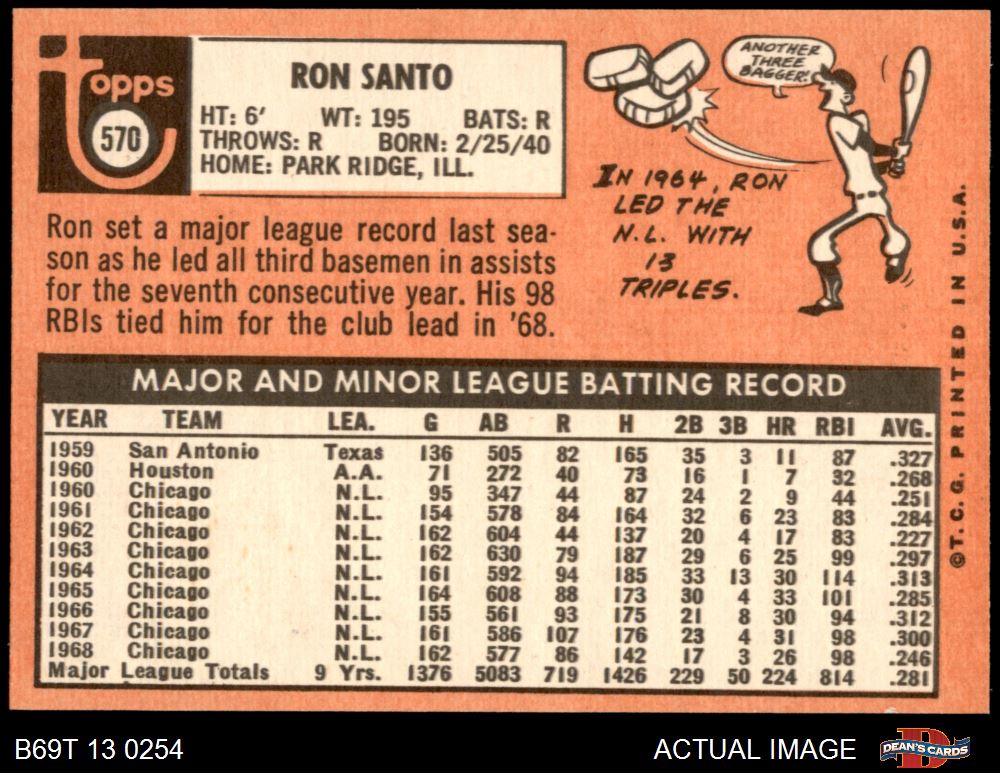 Topps
570
RON SANTO
HT: 6′ WT: 195 BATS: R
THROWS: R BORN: 2/25/40
HOME: PARK RIDGE, ILL.
ANOTHER
THREE
BAGGER!
IN 1964, RON
LED THE
N.L. WITH
13
TRIPLES.
Ron set a major league record last sea-
son as he led all third basemen in assists
for the seventh consecutive year. His 98
RBIs tied him for the club lead in '68.
MAJOR AND MINOR LEAGUE BATTING RECORD
YEAR TEAM LEA. G AB R H 2B 3B HR RBI AVG.
1959 San Antonio Texas 136 505 82 165 35 3 11 87 .327
1960 Houston A.A. 71 272 40 73 16 1 7 32 .268
1960 Chicago N.L. 95 347 44 87 24 2 9 44 .251
1961 Chicago N.L. 154 578 84 164 32 6 23 83 .284
1962 Chicago N.L. 162 604 44 137 20 4 17 83 .227
1963 Chicago N.L. 162 630 79 187 29 6 25 99 .297
1964 Chicago N.L. 161 592 94 185 33 13 30 114 .313
1965 Chicago N.L. 164 608 88 173 30 4 33 101 .285
1966 Chicago N.L. 155 561 93 175 21 8 30 94 .312
1967 Chicago N.L. 161 586 107 176 23 4 31 98 .300
1968 Chicago N.L. 162 577 86 142 17 3 26 98 .246
Major League Totals 9 Yrs. 1376 5083 719 1426 229 50 224 814 .281
©T.C.G. PRINTED IN U.S.A.
B69T 13 0254
ACTUAL IMAGE
DEAN'S CARDS